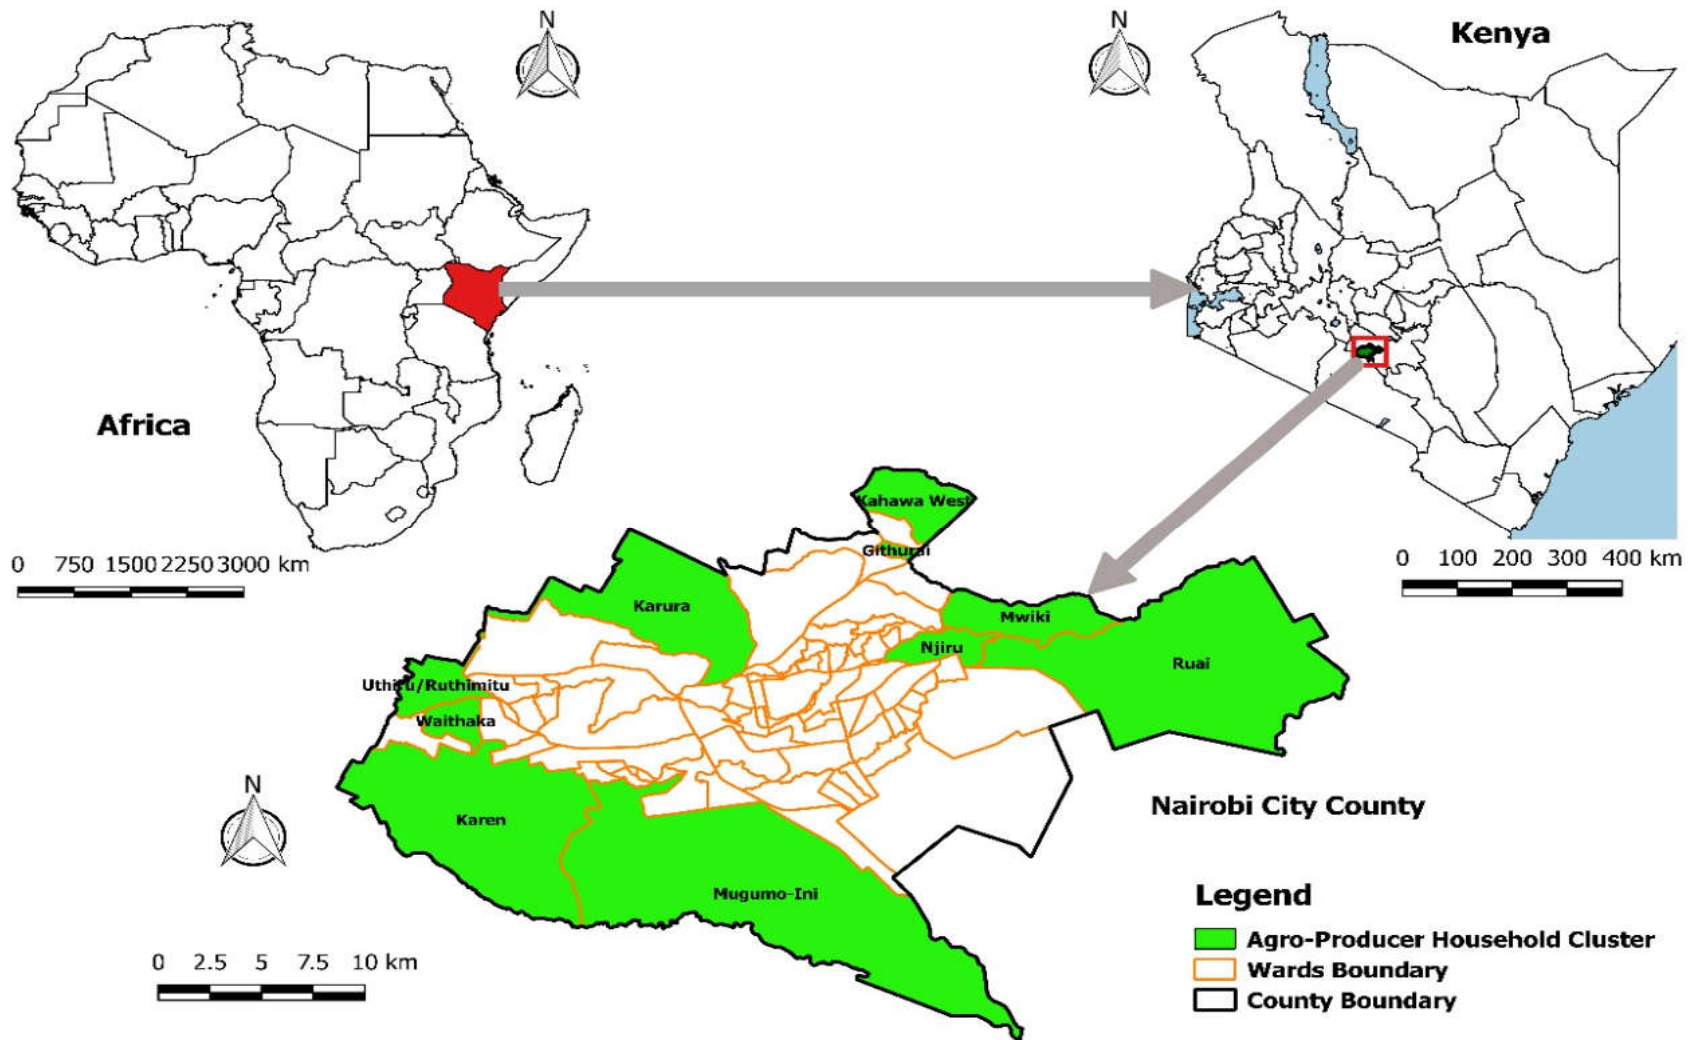 N
N
Kenya
Africa
0 750 1500 2250 3000 km
0 100 200 300 400 km
Kahawa West
Githurai
Karura
Mwiki
Njiru
Ruai
Uthiru/Ruthimitu
Waithaka
N
Nairobi City County
Karen
Mugumo-Ini
Legend
Agro-Producer Household Cluster
Wards Boundary
County Boundary
0 2.5 5 7.5 10 km